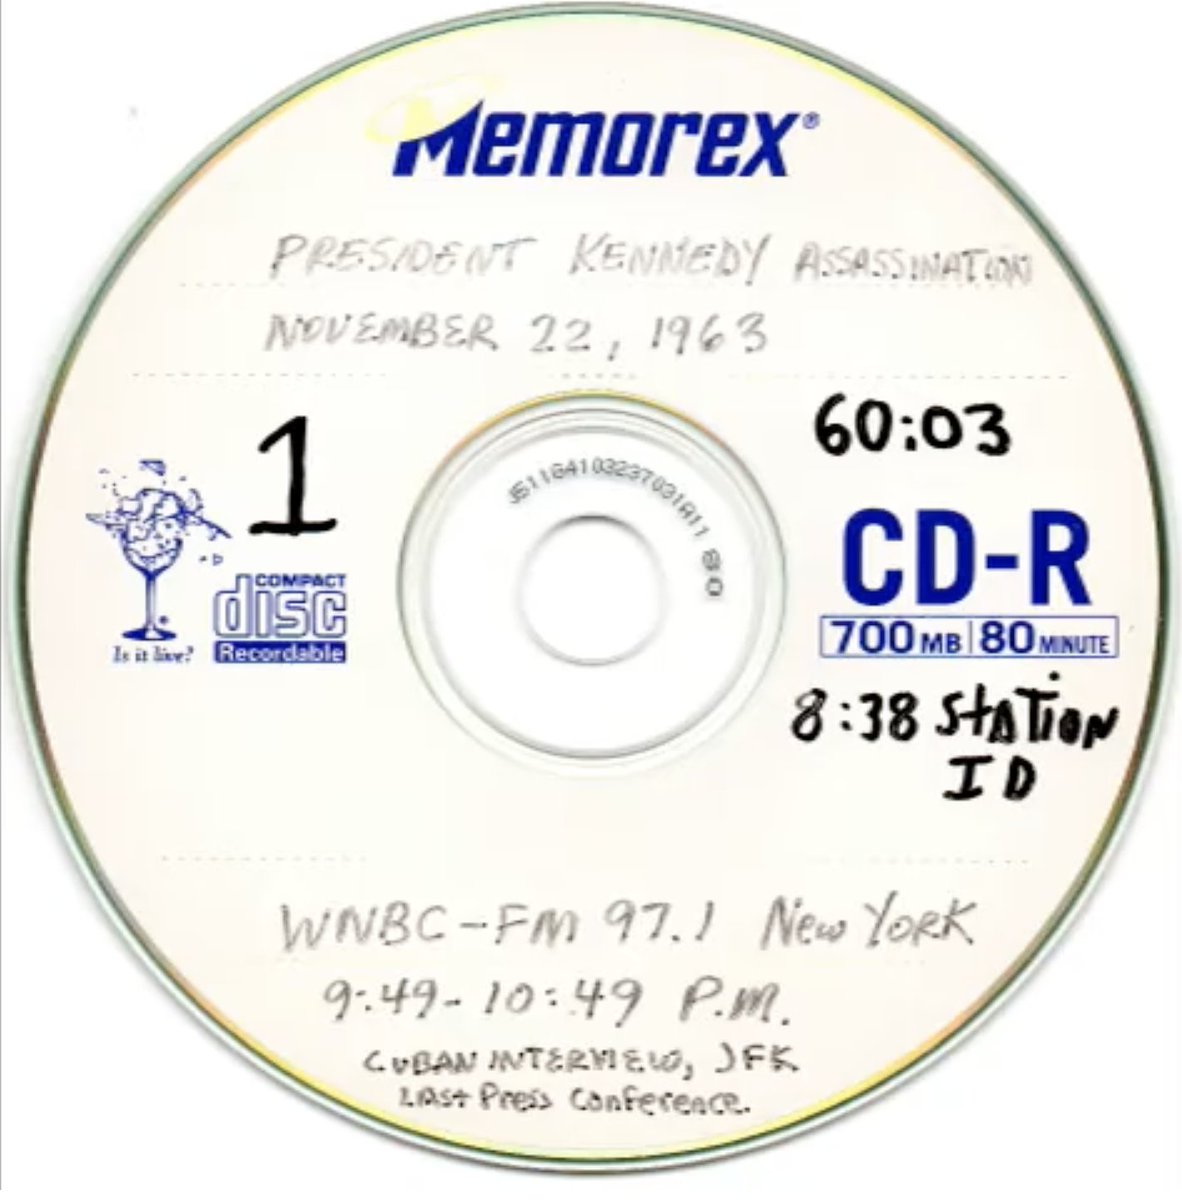 Memorex®
PRESIDENT KENNEDY ASSASSINATION
NOVEMBER 22, 1963
1
60:03
CD-R
700 MB 80 MINUTE
Is it live?
COMPACT
disc
Recordable
8:38 STATION
ID
WNBC-FM 97.1 New YORK
9:49-10:49 P.M.
CUBAN INTERVIEW, JFK
LAst Press Conference.